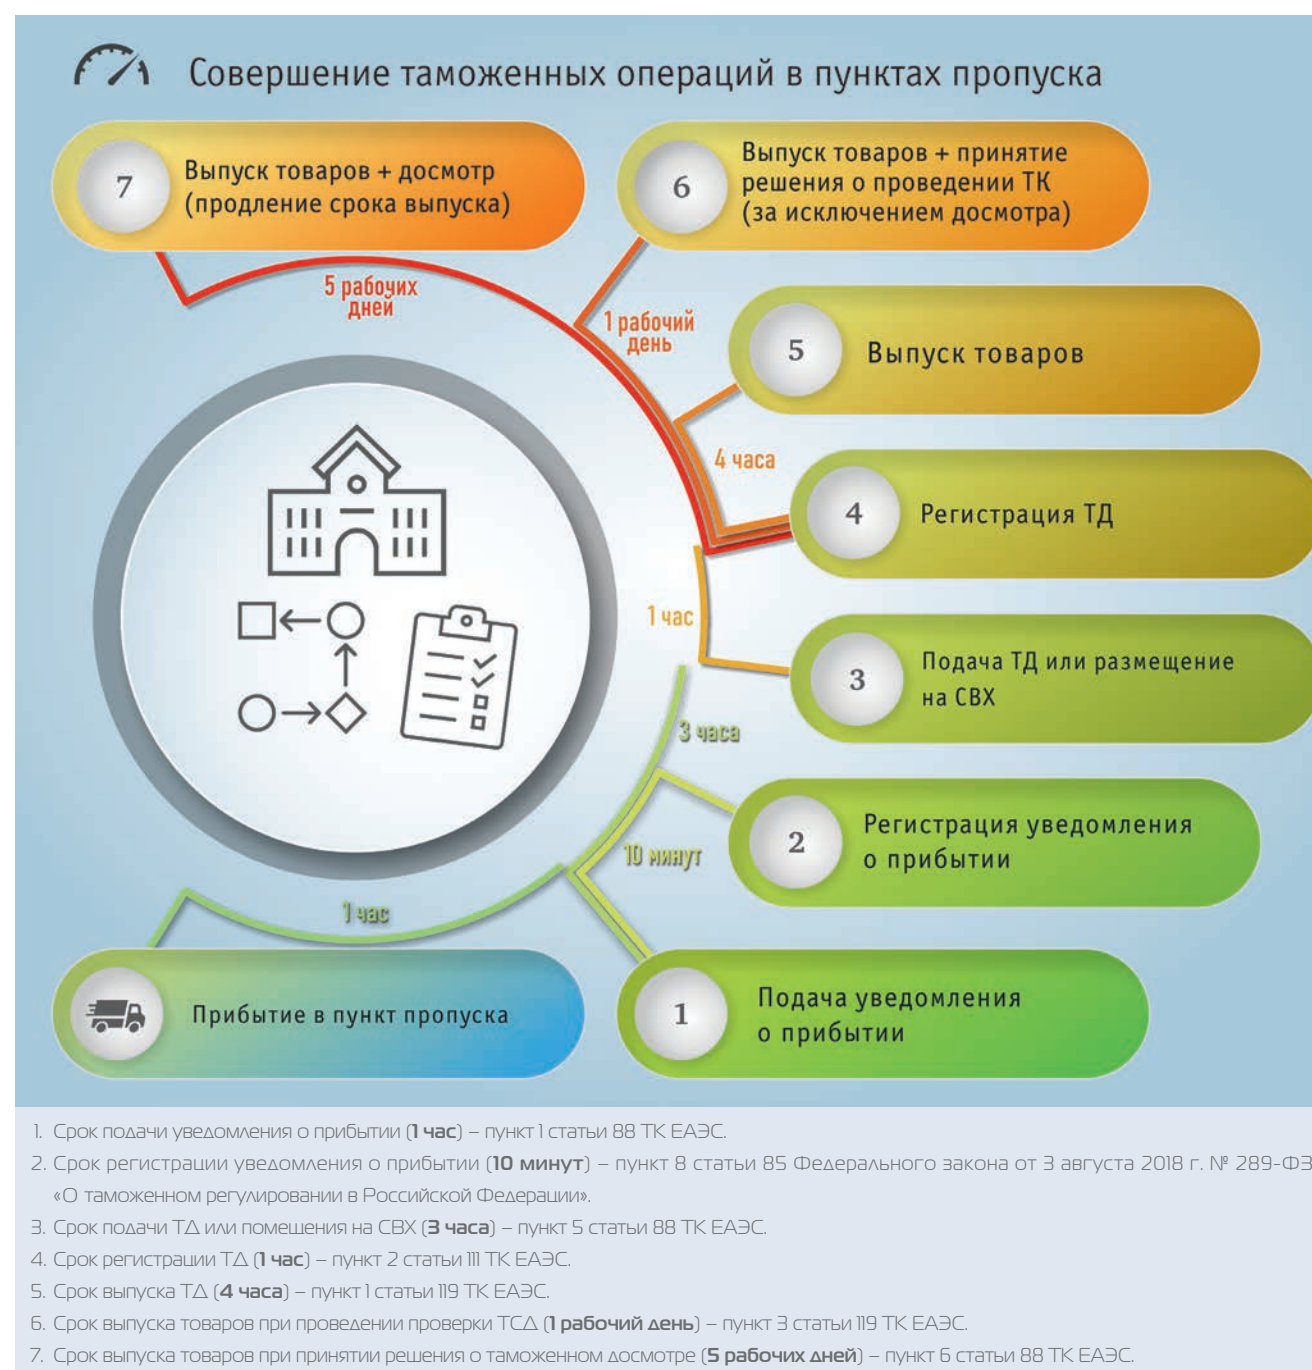 Совершение таможенных операций в пунктах пропуска
7
Выпуск товаров + досмотр
(продление срока выпуска)
6
Выпуск товаров + принятие
решения о проведении ТК
(за исключением досмотра)
5 рабочих
дней
1 рабочий
день
5
Выпуск товаров
4 часа
4
Регистрация ТД
1 час
3
Подача ТД или размещение
на СВХ
3 часа
2
Регистрация уведомления
о прибытии
10 минут
1 час
Прибытие в пункт пропуска
1
Подача уведомления
о прибытии
1. Срок подачи уведомления о прибытии (1 час) – пункт 1 статьи 88 ТК ЕАЭС.
2. Срок регистрации уведомления о прибытии (10 минут) – пункт 8 статьи 85 Федерального закона от 3 августа 2018 г. № 289-ФЗ
«О таможенном регулировании в Российской Федерации».
3. Срок подачи ТД или помещения на СВХ (3 часа) – пункт 5 статьи 88 ТК ЕАЭС.
4. Срок регистрации ТД (1 час) – пункт 2 статьи 111 ТК ЕАЭС.
5. Срок выпуска ТД (4 часа) – пункт 1 статьи 119 ТК ЕАЭС.
6. Срок выпуска товаров при проведении проверки ТСД (1 рабочий день) – пункт 3 статьи 119 ТК ЕАЭС.
7. Срок выпуска товаров при принятии решения о таможенном досмотре (5 рабочих дней) – пункт 6 статьи 88 ТК ЕАЭС.